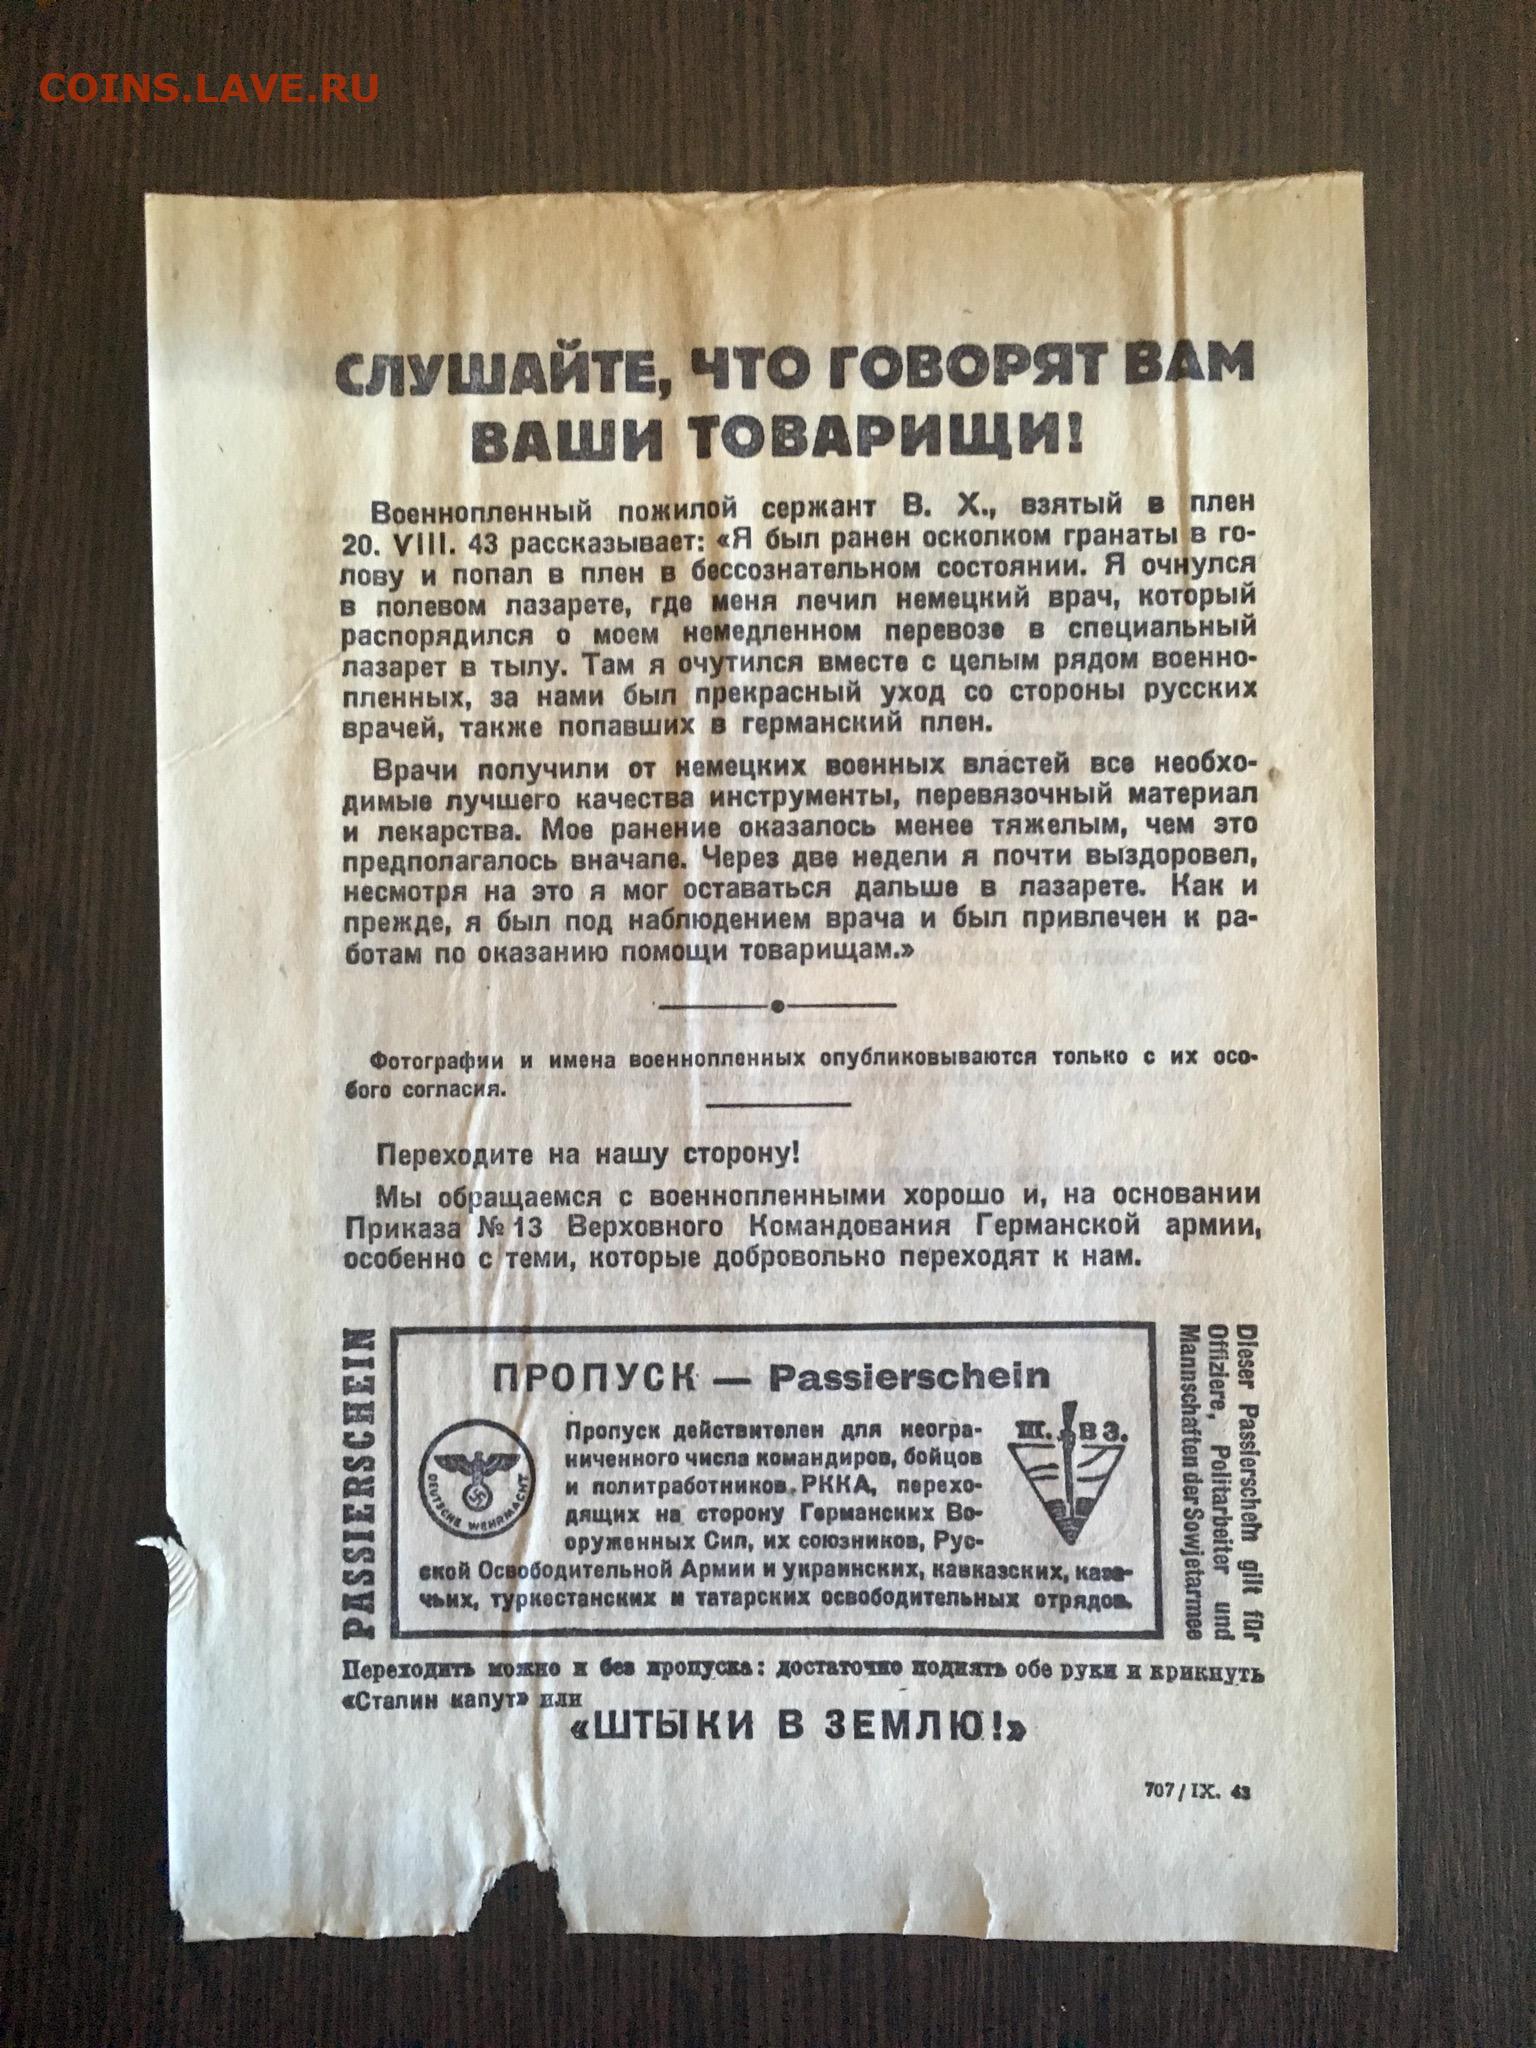 COINS.LAVE.RU
СЛУШАЙТЕ, ЧТО ГОВОРЯТ ВАМ
ВАШИ ТОВАРИЩИ!
Военнопленный пожилой сержант В. Х., взятый в плен
20. VIII. 43 рассказывает: «Я был ранен осколком гранаты в го-
лову и попал в плен в бессознательном состоянии. Я очнулся
в полевом лазарете, где меня лечил немецкий врач, который
распорядился о моем немедленном перевозе в специальный
лазарет в тылу. Там я очутился вместе с целым рядом военно-
пленных, за нами был прекрасный уход со стороны русских
врачей, также попавших в германский плен.
Врачи получили от немецких военных властей все необхо-
димые лучшего качества инструменты, перевязочный материал
и лекарства. Мое ранение оказалось менее тяжелым, чем это
предполагалось вначале. Через две недели я почти выздоровел,
несмотря на это я мог оставаться дальше в лазарете. Как и
прежде, я был под наблюдением врача и был привлечен к ра-
ботам по оказанию помощи товарищам.»
Фотографии и имена военнопленных опубликовываются только с их осо-
бого согласия.
Переходите на нашу сторону!
Мы обращаемся с военнопленными хорошо и, на основании
Приказа №13 Верховного Командования Германской армии,
особенно с теми, которые добровольно переходят к нам.
PASSIERSCHEIN
ПРОПУСК — Passierschein
DEUTSCHE WEHRMACHT
Пропуск действителен для неогра-
ниченного числа командиров, бойцов
и политработников РККА, перехо-
дящих на сторону Германских Во-
оруженных Сил, их союзников, Рус-
ской Освободительной Армии и украинских, кавказских, каза-
чьих, туркестанских и татарских освободительных отрядов.
Ш. В З.
Dieser Passierschein gilt für
Offiziere, Politarbeiter und
Mannschaften der Sowjetarmee
Переходить можно и без пропуска: достаточно поднять обе руки и крикнуть
«Сталин капут» или
«ШТЫКИ В ЗЕМЛЮ!»
707/IX. 43